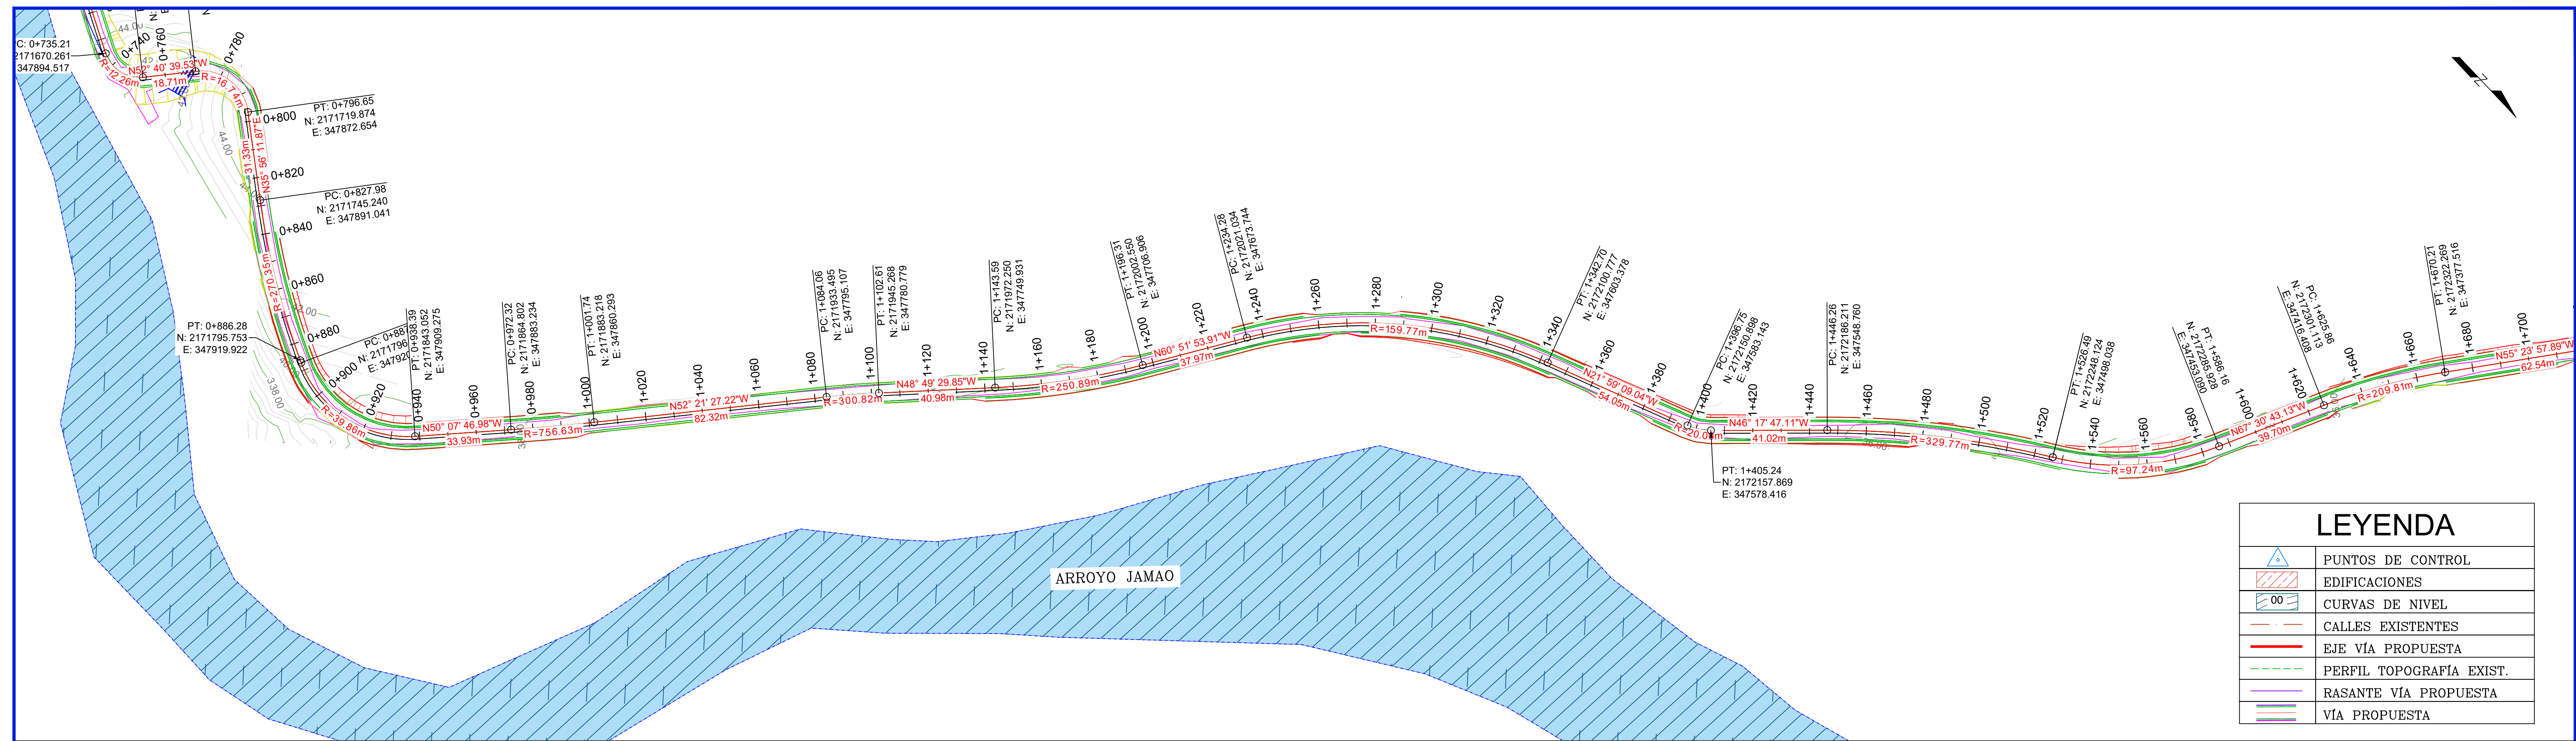 44.00
PC: 0+735.21
2171670.261
347894.517
0+740
0+760
0+780
R=12.26m
N52° 40' 39.53"W
18.71m
R=16.74m
PT: 0+796.65
N: 2171719.874
E: 347872.654
0+800
44.00
31.33m
N35° 56' 11.87"E
0+820
PC: 0+827.98
N: 2171745.240
E: 347891.041
0+840
R=270.35m
0+860
0+880
PT: 0+886.28
N: 2171795.753
E: 347919.922
PC: 0+887
N: 2171796
E: 347920
338.00
0+900
R=39.86m
0+920
0+940
PT: 0+938.39
N: 2171843.052
E: 347909.275
N50° 07' 46.98"W
33.93m
0+960
PC: 0+972.32
N: 2171864.802
E: 347883.234
0+980
R=756.63m
1+000
PT: 1+001.74
N: 2171883.218
E: 347860.293
1+020
1+040
N52° 21' 27.22"W
82.32m
1+060
1+080
PC: 1+084.06
N: 2171933.495
E: 347795.107
R=300.82m
1+100
PT: 1+102.61
N: 2171945.268
E: 347780.779
1+120
N48° 49' 29.85"W
40.98m
1+140
PC: 1+143.59
N: 2171972.250
E: 347749.931
1+160
R=250.89m
1+180
1+200
PT: 1+196.31
N: 2172002.550
E: 347706.906
1+220
N60° 51' 53.91"W
37.97m
1+240
PC: 1+234.28
N: 2172021.034
E: 347673.744
1+260
1+280
R=159.77m
1+300
1+320
1+340
PT: 1+342.70
N: 2172100.777
E: 347603.378
1+360
N21° 59' 09.04"W
54.05m
1+380
1+400
PC: 1+396.75
N: 2172150.898
E: 347583.143
PT: 1+405.24
N: 2172157.869
E: 347578.416
1+420
N46° 17' 47.11"W
41.02m
1+440
PC: 1+446.26
N: 2172186.211
E: 347548.760
1+460
1+480
R=329.77m
1+500
1+520
PT: 1+526.49
N: 2172248.124
E: 347498.038
1+540
R=97.24m
1+560
1+580
PT: 1+586.16
N: 2172285.928
E: 347453.090
1+600
N67° 30' 43.13"W
39.70m
1+620
PC: 1+625.86
N: 2172301.113
E: 347416.408
1+640
R=209.81m
1+660
PT: 1+670.21
N: 2172322.269
E: 347377.516
1+680
1+700
N55° 23' 57.89"W
62.54m
N
ARROYO JAMAO
LEYENDA
PUNTOS DE CONTROL
EDIFICACIONES
00 CURVAS DE NIVEL
CALLES EXISTENTES
EJE VÍA PROPUESTA
PERFIL TOPOGRAFÍA EXIST.
RASANTE VÍA PROPUESTA
VÍA PROPUESTA